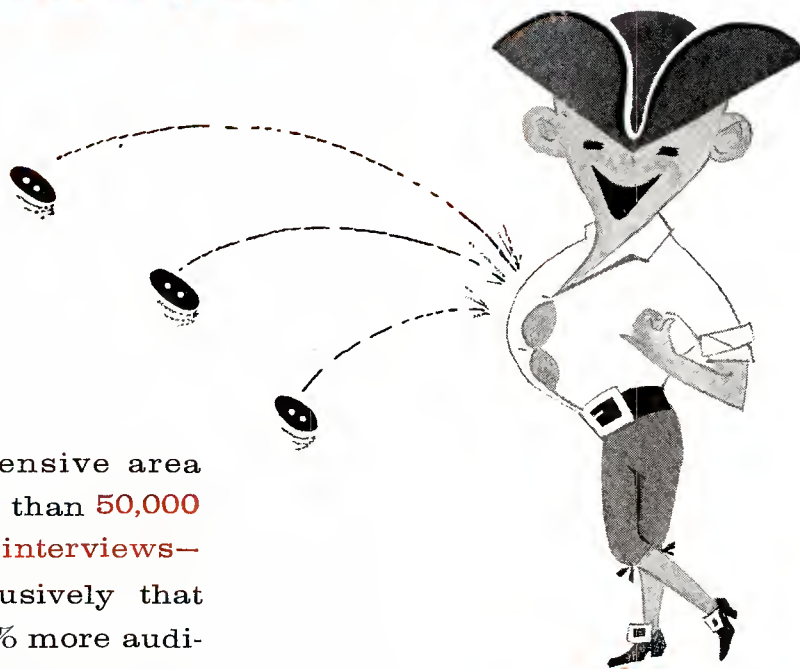 ensive area
than 50,000
interviews—
usively that
% more audi-